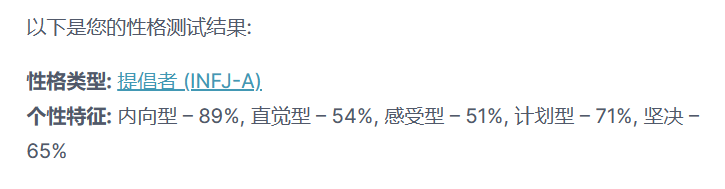 以下是您的性格测试结果:
性格类型: 提倡者 (INFJ-A)
个性特征: 内向型 – 89%, 直觉型 – 54%, 感受型 – 51%, 计划型 – 71%, 坚决 –
65%